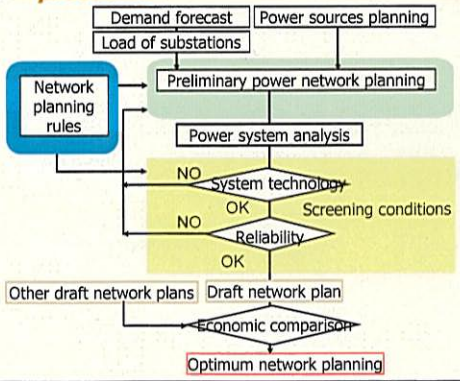 Demand forecast
Power sources planning
Load of substations
Network
planning
rules
Preliminary power network planning
Power system analysis
NO
System technology
OK
Screening conditions
NO
Reliability
OK
Other draft network plans
Draft network plan
Economic comparison
Optimum network planning